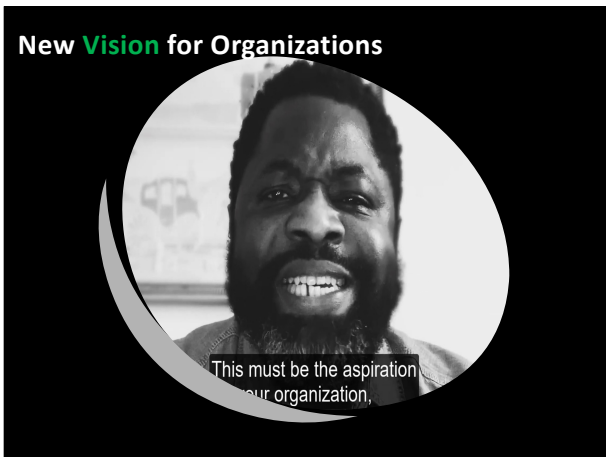 New Vision for Organizations
This must be the aspiration
our organization,